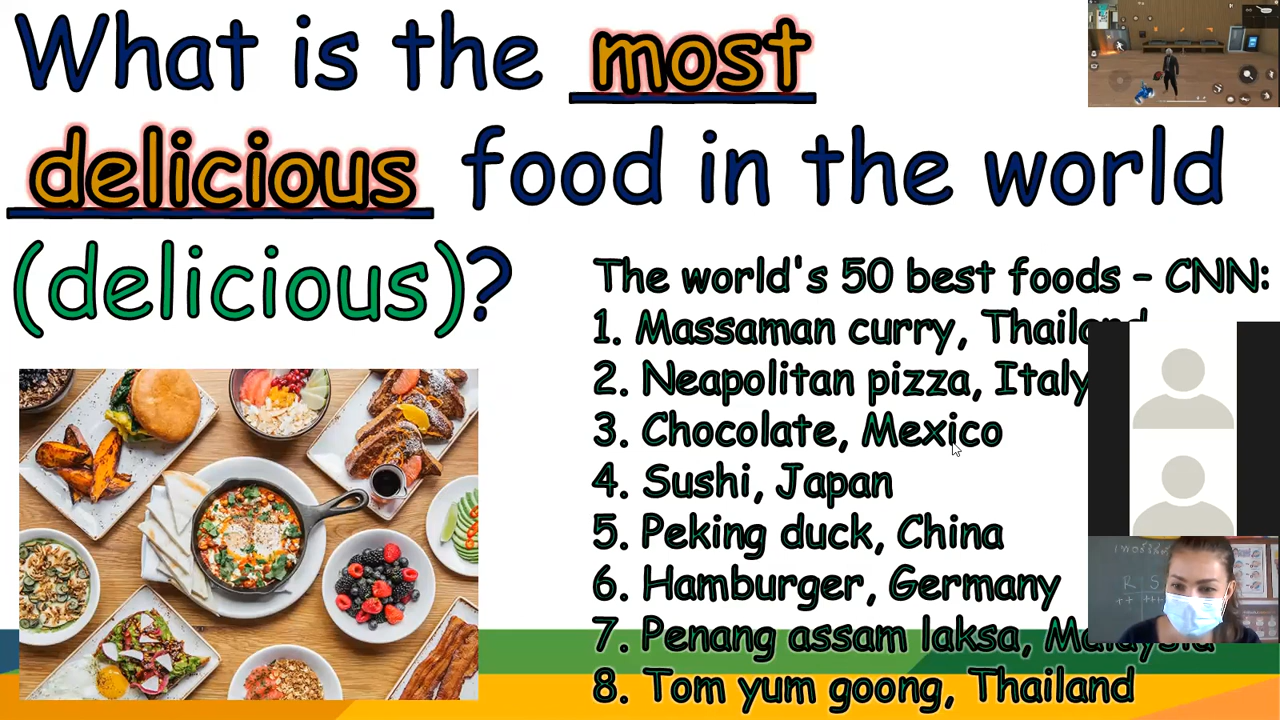 What is the most
delicious food in the world
(delicious)?
The world's 50 best foods – CNN:
1. Massaman curry, Thailand
2. Neapolitan pizza, Italy
3. Chocolate, Mexico
4. Sushi, Japan
5. Peking duck, China
6. Hamburger, Germany
7. Penang assam laksa, Malaysia
8. Tom yum goong, Thailand
R S